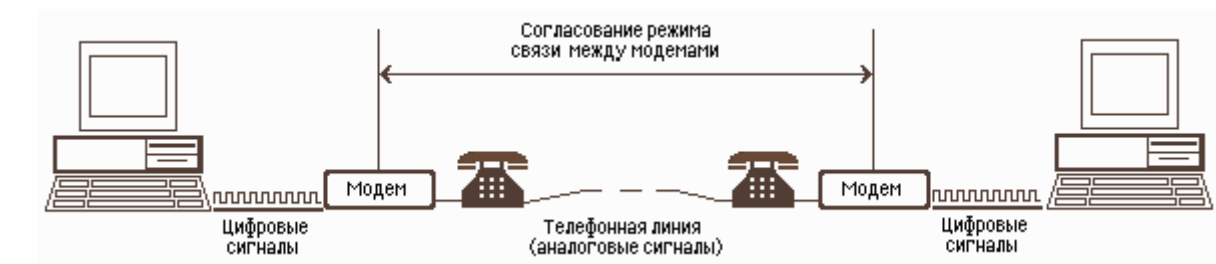 Согласование режима
связи между модемами
Модем
Модем
Цифровые
сигналы
Телефонная линия
(аналоговые сигналы)
Цифровые
сигналы